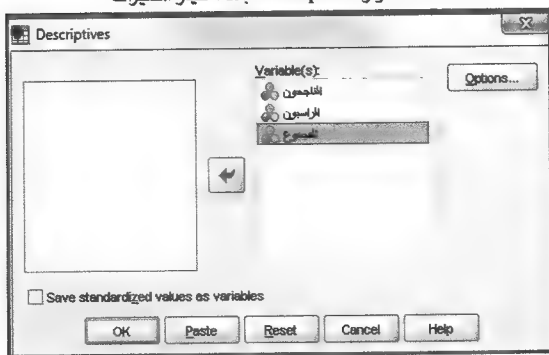 Descriptives
Variable(s):
Options...
الناجحون
الراسبون
المجموع
Save standardized values as variables
OK
Paste
Reset
Cancel
Help